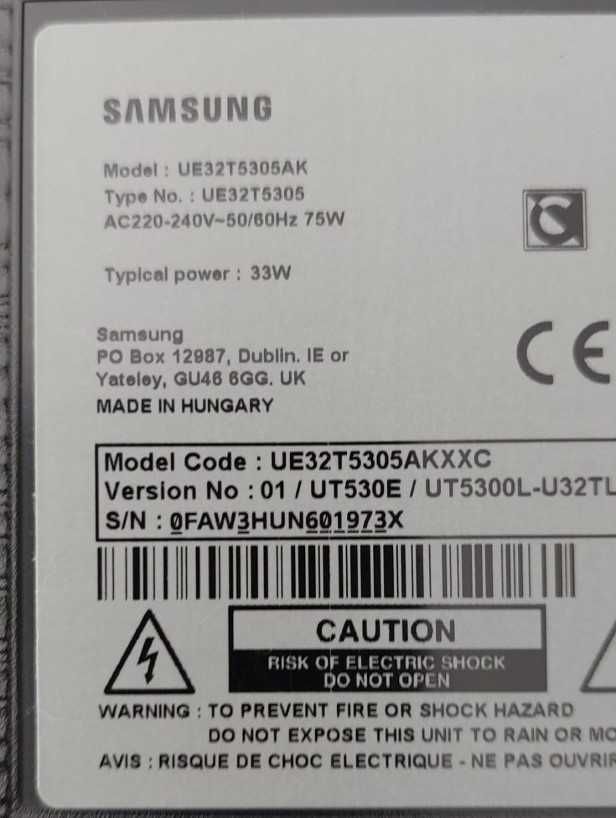 SAMSUNG
Model : UE32T5305AK
Type No. : UE32T5305
AC220-240V~50/60Hz 75W
Typical power : 33W
Samsung
PO Box 12987, Dublin. IE or
Yateley, GU46 6GG. UK
MADE IN HUNGARY
CE
Model Code : UE32T5305AKXXC
Version No : 01 / UT530E / UT5300L-U32TL
S/N : 0FAW3HUN601973X
CAUTION
RISK OF ELECTRIC SHOCK
DO NOT OPEN
WARNING : TO PREVENT FIRE OR SHOCK HAZARD
DO NOT EXPOSE THIS UNIT TO RAIN OR MO
AVIS : RISQUE DE CHOC ELECTRIQUE - NE PAS OUVRIR